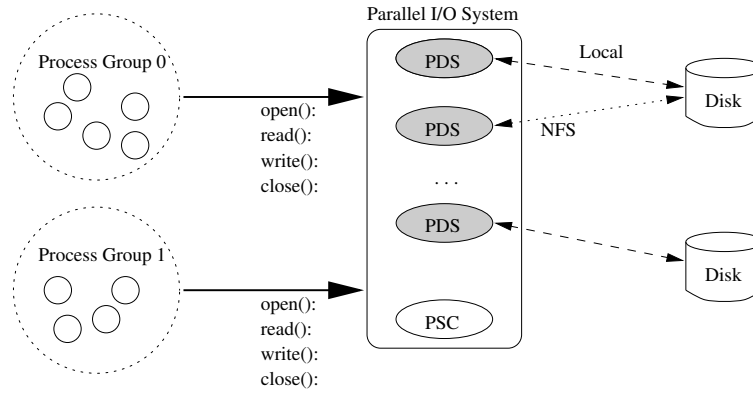 Parallel I/O System
Process Group 0
open():
read():
write():
close():
PDS
PDS
. . .
PDS
PSC
Local
NFS
Disk
Process Group 1
open():
read():
write():
close():
Disk